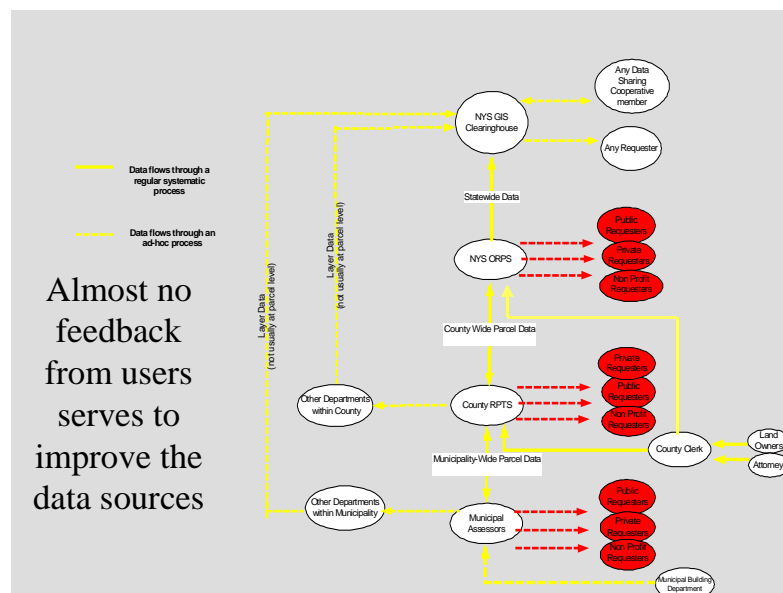 Any Data
Sharing
Cooperative
member
NYS GIS
Clearinghouse
Any Requester
Data flows through a
regular systematic
process
Statewide Data
Data flows through an
ad-hoc process
Layer Data
(not usually at parcel level)
Layer Data
(not usually at parcel level)
Public
Requesters
Private
Requesters
Non Profit
Requesters
NYS ORPS
Almost no
feedback
from users
serves to
improve the
data sources
County Wide Parcel Data
Private
Requesters
Public
Requesters
Non Profit
Requesters
Other Departments
within County
County RPTS
Land
Owners
County Clerk
Attorney
Municipality-Wide Parcel Data
Other Departments
within Municipality
Municipal
Assessors
Public
Requesters
Private
Requesters
Non Profit
Requesters
Municipal Building
Department